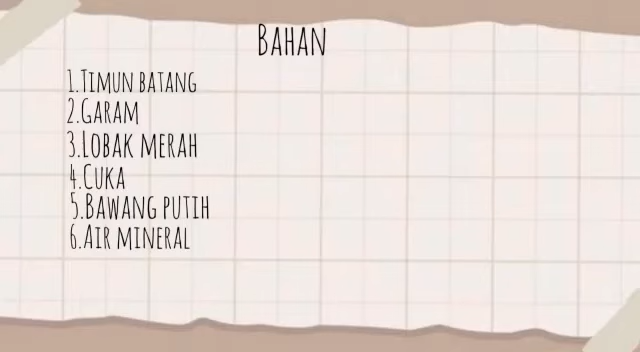 Bahan
1.Timun batang
2.Garam
3.Lobak merah
4.Cuka
5.Bawang putih
6.Air mineral